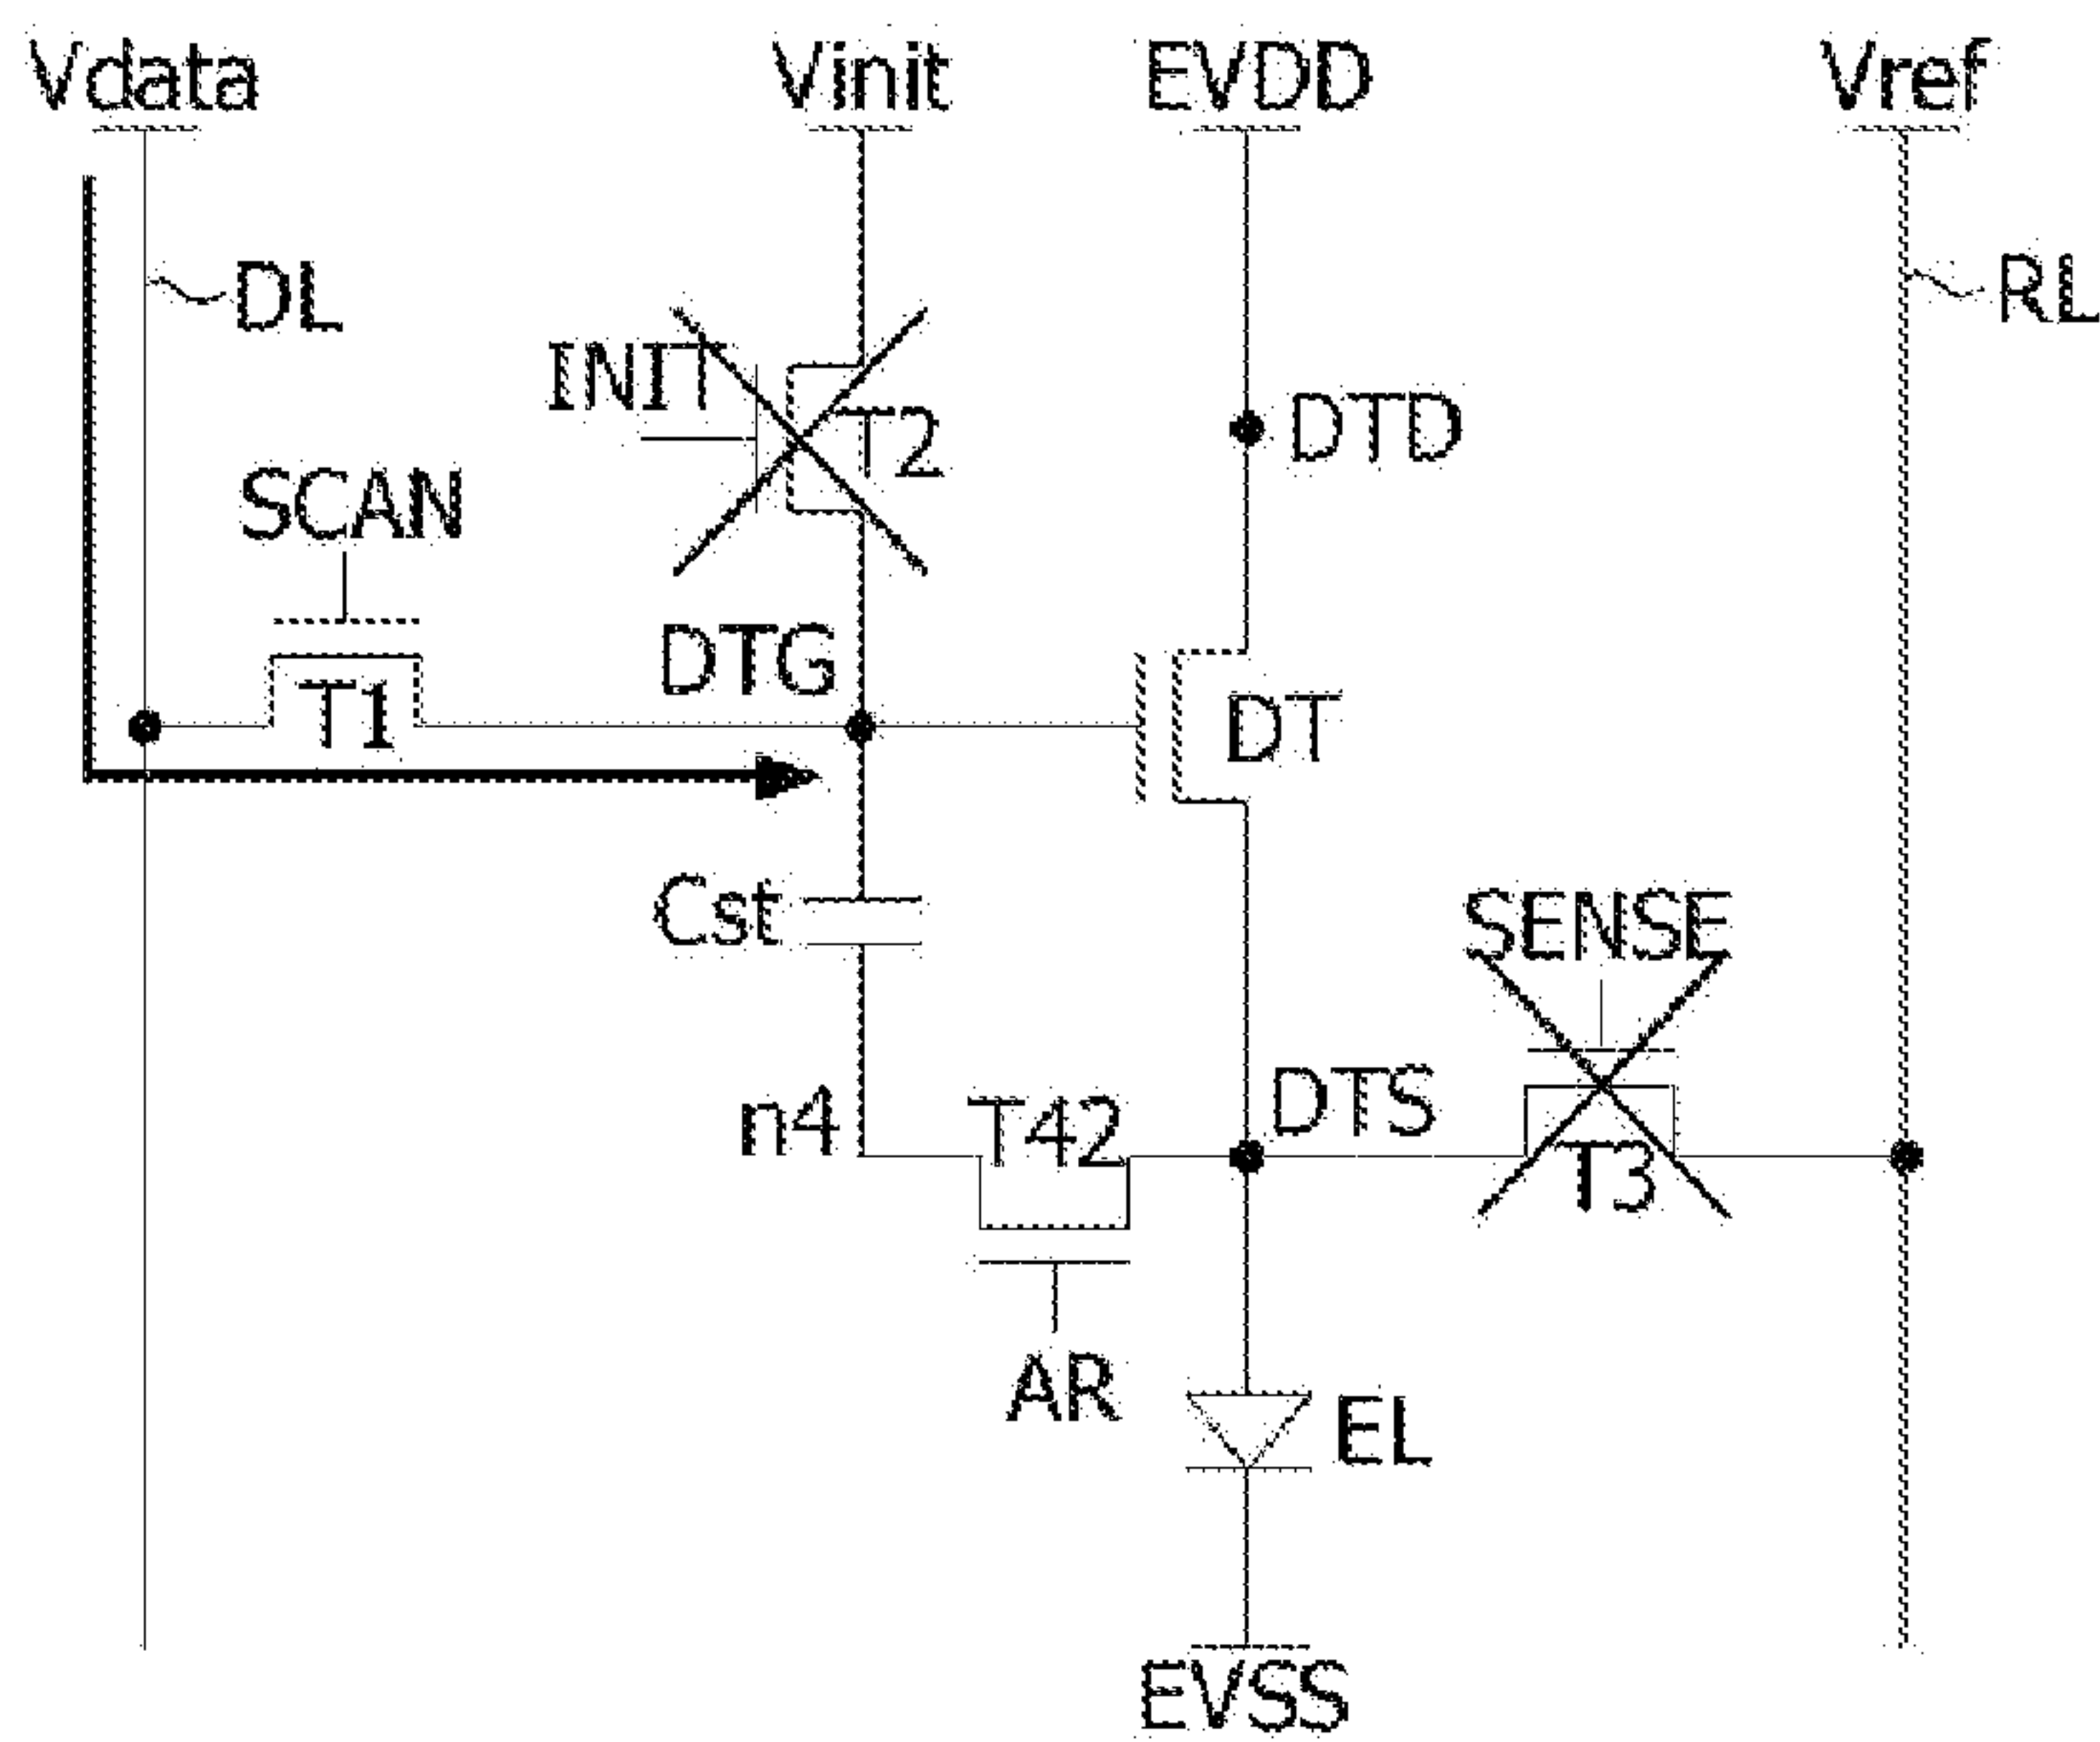 Vdata Vinit EVDD Vref
DL RL
INIT
T2 DTD
SCAN
DTG
T1 DT
Cst SENSE
n4 T42 DTS
T3
AR EL
EVSS